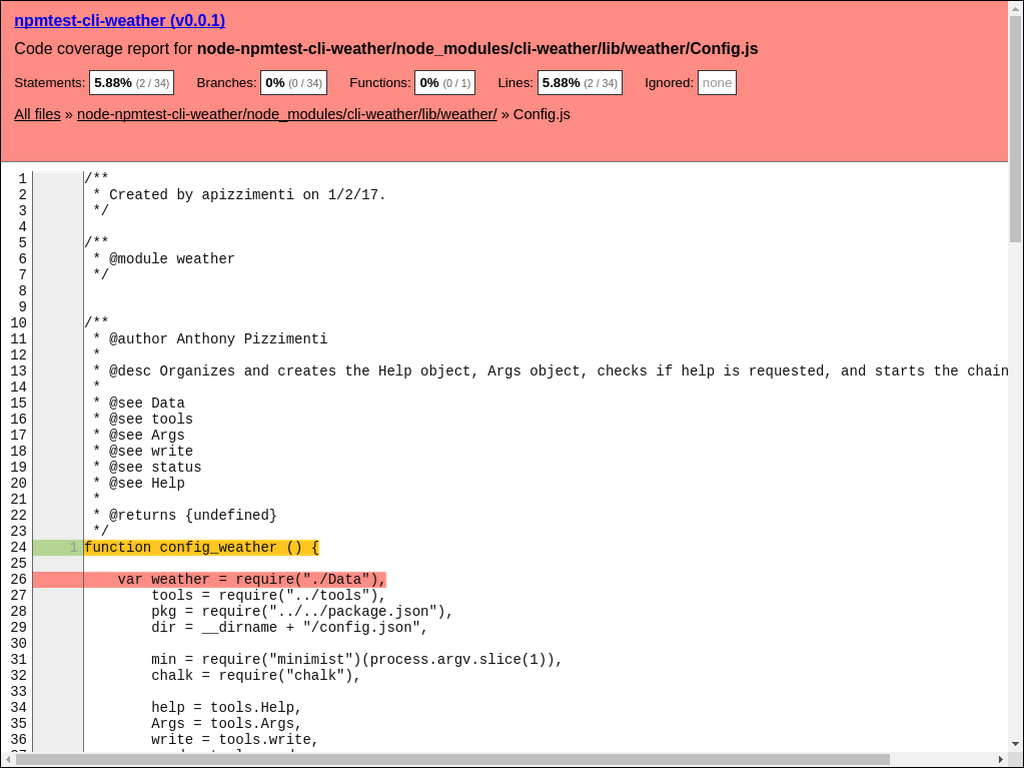 npmtest-cli-weather (v0.0.1)
Code coverage report for node-npmtest-cli-weather/node_modules/cli-weather/lib/weather/Config.js
Statements: 5.88% (2 / 34) Branches: 0% (0 / 34) Functions: 0% (0 / 1) Lines: 5.88% (2 / 34) Ignored: none
All files » node-npmtest-cli-weather/node_modules/cli-weather/lib/weather/ » Config.js
1 /**
2  * Created by apizzimenti on 1/2/17.
3  */
4
5 /**
6  * @module weather
7  */
8
9
10 /**
11  * @author Anthony Pizzimenti
12  *
13  * @desc Organizes and creates the Help object, Args object, checks if help is requested, and starts the chain
14  *
15  * @see Data
16  * @see tools
17  * @see Args
18  * @see write
19  * @see status
20  * @see Help
21  *
22  * @returns {undefined}
23  */
24 1 function config_weather () {
25
26     var weather = require("./Data"),
27         tools = require("../tools"),
28         pkg = require("../../package.json"),
29         dir = __dirname + "/config.json",
30
31         min = require("minimist")(process.argv.slice(1)),
32         chalk = require("chalk"),
33
34         help = tools.Help,
35         Args = tools.Args,
36         write = tools.write,